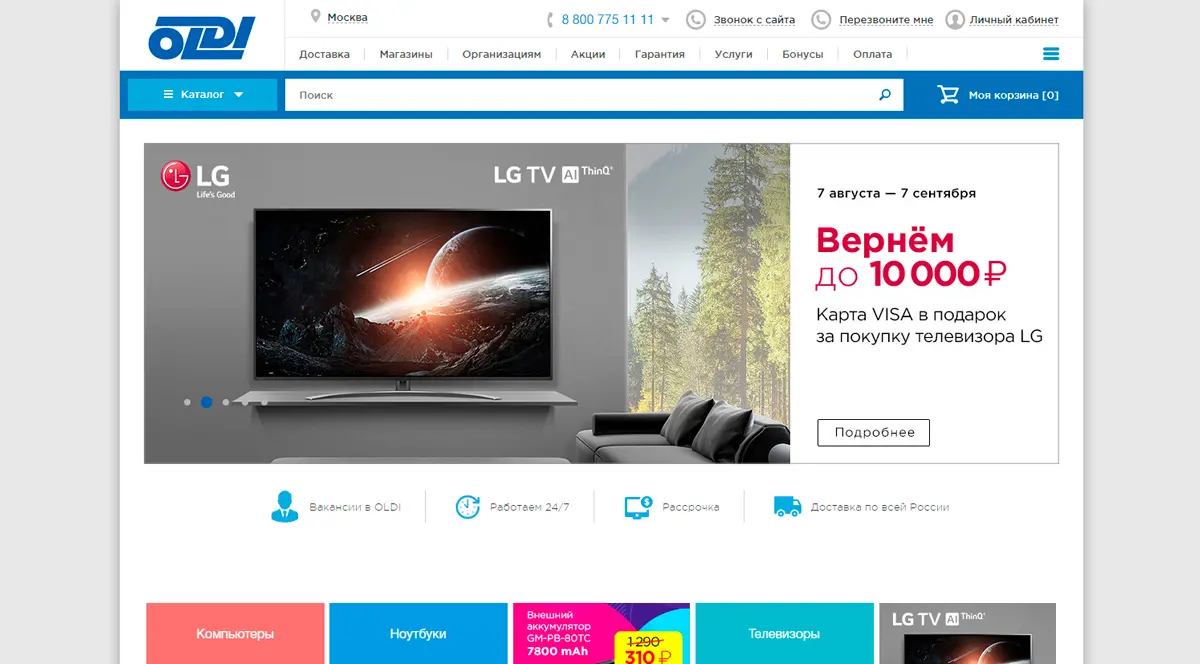 OLDI
Москва
8 800 775 11 11
Звонок с сайта
Перезвоните мне
Личный кабинет
Доставка
Магазины
Организациям
Акции
Гарантия
Услуги
Бонусы
Оплата
Каталог
Поиск
Моя корзина [0]
LG
Life's Good
LG TV AI ThinQ®
7 августа — 7 сентября
Вернём
до 10 000 ₽
Карта VISA в подарок
за покупку телевизора LG
Подробнее
Вакансии в OLDI
Работаем 24/7
Рассрочка
Доставка по всей России
Компьютеры
Ноутбуки
Внешний
аккумулятор
GM-PB-80TC
7800 mAh
1 290
310 ₽
Телевизоры
LG TV AI ThinQ®